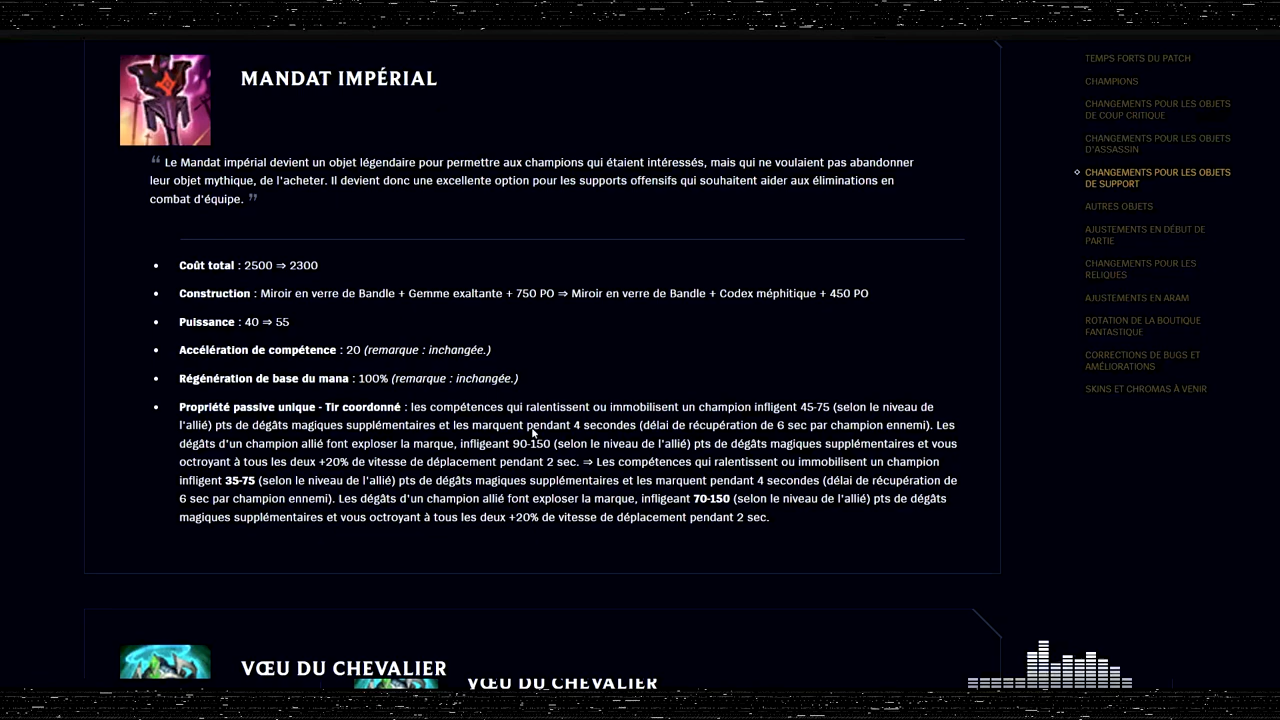 MANDAT IMPÉRIAL
“ Le Mandat impérial devient un objet légendaire pour permettre aux champions qui étaient intéressés, mais qui ne voulaient pas abandonner
leur objet mythique, de l'acheter. Il devient donc une excellente option pour les supports offensifs qui souhaitent aider aux éliminations en
combat d'équipe. ”
• Coût total : 2500 ⇒ 2300
• Construction : Miroir en verre de Bandle + Gemme exaltante + 750 PO ⇒ Miroir en verre de Bandle + Codex méphitique + 450 PO
• Puissance : 40 ⇒ 55
• Accélération de compétence : 20 (remarque : inchangée.)
• Régénération de base du mana : 100% (remarque : inchangée.)
• Propriété passive unique - Tir coordonné : les compétences qui ralentissent ou immobilisent un champion infligent 45-75 (selon le niveau de
l'allié) pts de dégâts magiques supplémentaires et les marquent pendant 4 secondes (délai de récupération de 6 sec par champion ennemi). Les
dégâts d'un champion allié font exploser la marque, infligeant 90-150 (selon le niveau de l'allié) pts de dégâts magiques supplémentaires et vous
octroyant à tous les deux +20% de vitesse de déplacement pendant 2 sec. ⇒ Les compétences qui ralentissent ou immobilisent un champion
infligent 35-75 (selon le niveau de l'allié) pts de dégâts magiques supplémentaires et les marquent pendant 4 secondes (délai de récupération de
6 sec par champion ennemi). Les dégâts d'un champion allié font exploser la marque, infligeant 70-150 (selon le niveau de l'allié) pts de dégâts
magiques supplémentaires et vous octroyant à tous les deux +20% de vitesse de déplacement pendant 2 sec.
VŒU DU CHEVALIER
VŒU DU CHEVALIER
TEMPS FORTS DU PATCH
CHAMPIONS
CHANGEMENTS POUR LES OBJETS
DE COUP CRITIQUE
CHANGEMENTS POUR LES OBJETS
D'ASSASSIN
CHANGEMENTS POUR LES OBJETS
DE SUPPORT
AUTRES OBJETS
AJUSTEMENTS EN DÉBUT DE
PARTIE
CHANGEMENTS POUR LES
RELIQUES
AJUSTEMENTS EN ARAM
ROTATION DE LA BOUTIQUE
FANTASTIQUE
CORRECTIONS DE BUGS ET
AMÉLIORATIONS
SKINS ET CHROMAS À VENIR